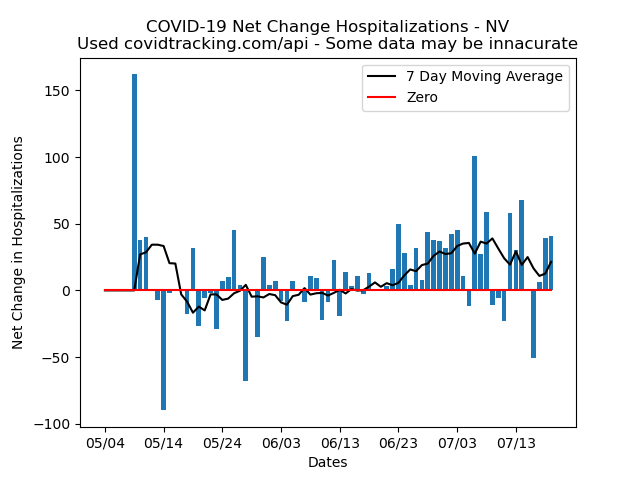 COVID-19 Net Change Hospitalizations - NV
Used covidtracking.com/api - Some data may be innacurate
7 Day Moving Average
Zero
Net Change in Hospitalizations
150
100
50
0
−50
−100
05/04 05/14 05/24 06/03 06/13 06/23 07/03 07/13
Dates